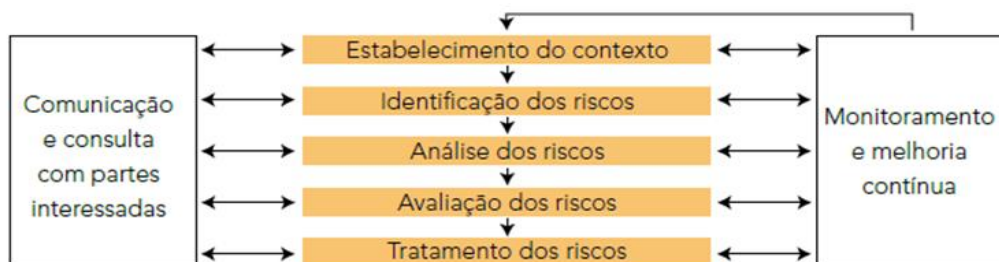 Comunicação
e consulta
com partes
interessadas
Estabelecimento do contexto
Identificação dos riscos
Análise dos riscos
Avaliação dos riscos
Tratamento dos riscos
Monitoramento
e melhoria
contínua